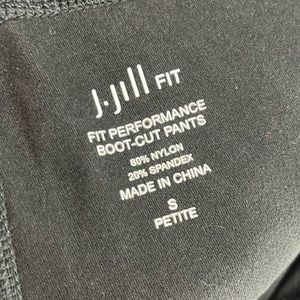 J.Jill FIT
FIT PERFORMANCE
BOOT-CUT PANTS
80% NYLON
20% SPANDEX
MADE IN CHINA
S
PETITE